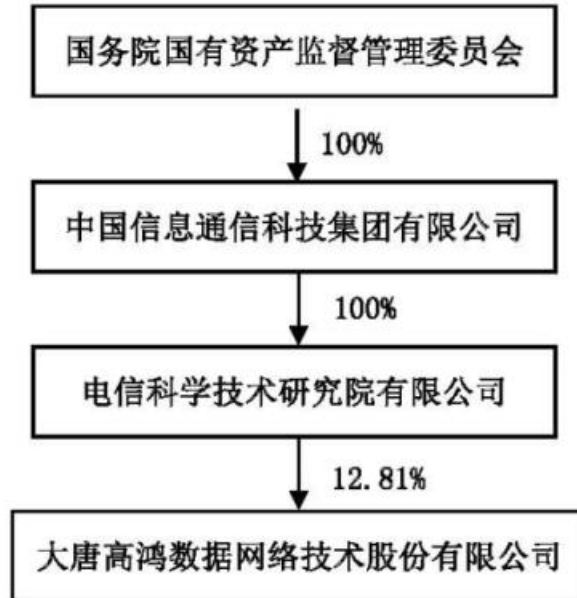 国务院国有资产监督管理委员会
100%
中国信息通信科技集团有限公司
100%
电信科学技术研究院有限公司
12.81%
大唐高鸿数据网络技术股份有限公司